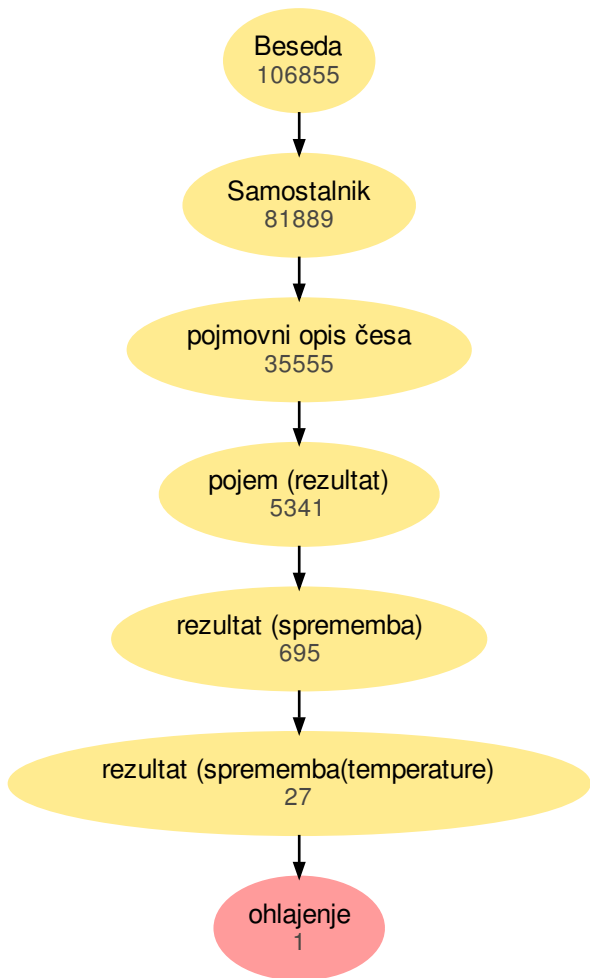 Beseda
106855
Samostalnik
81889
pojmovni opis česa
35555
pojem (rezultat)
5341
rezultat (sprememba)
695
rezultat (sprememba(temperature)
27
ohlajenje
1